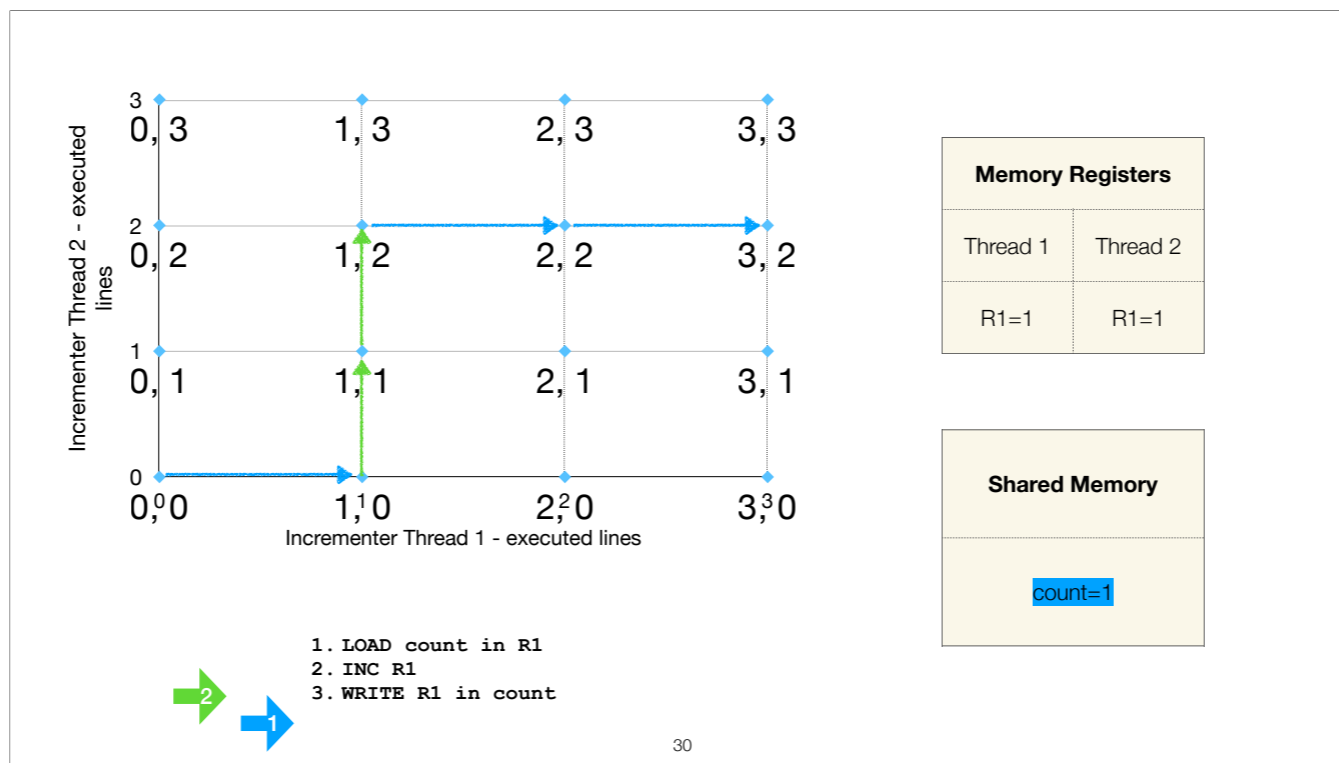 3
0, 3
1, 3
2, 3
3, 3
2
0, 2
1, 2
2, 2
3, 2
1
0, 1
1, 1
2, 1
3, 1
0
0, 0
1, 0
2, 0
3, 0
0
1
2
3
Incrementer Thread 2 - executed
lines
Incrementer Thread 1 - executed lines
Memory Registers
Thread 1
Thread 2
R1=1
R1=1
Shared Memory
count=1
1. LOAD count in R1
2. INC R1
3. WRITE R1 in count
2
1
30